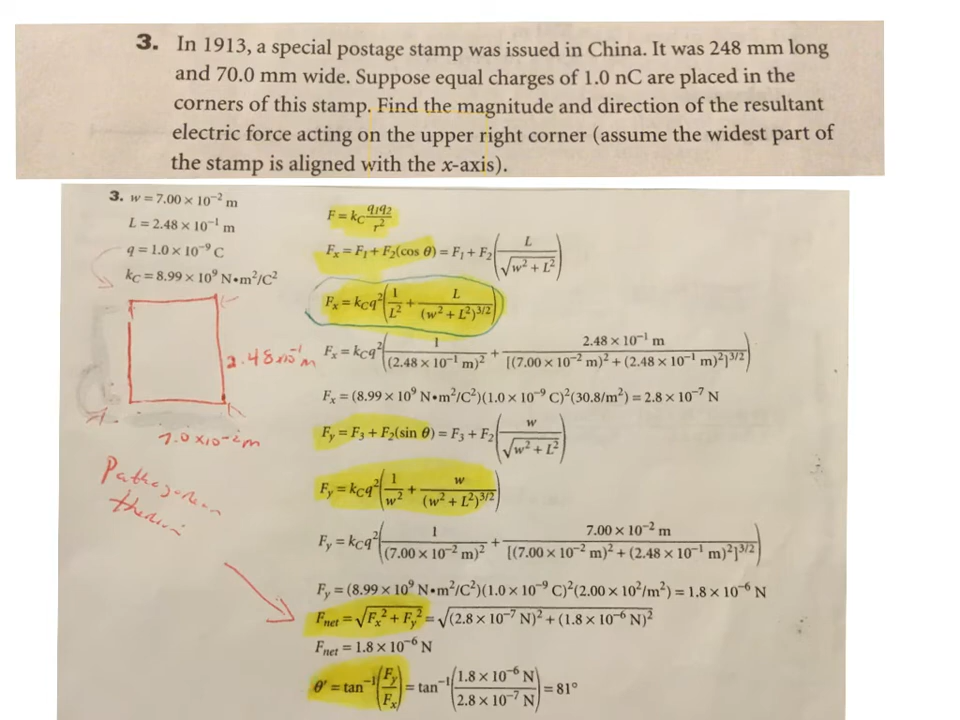 3. In 1913, a special postage stamp was issued in China. It was 248 mm long
and 70.0 mm wide. Suppose equal charges of 1.0 nC are placed in the
corners of this stamp. Find the magnitude and direction of the resultant
electric force acting on the upper right corner (assume the widest part of
the stamp is aligned with the x-axis).
3. w = 7.00 × 10⁻² m
L = 2.48 × 10⁻¹ m
q = 1.0 × 10⁻⁹ C
k_C = 8.99 × 10⁹ N•m²/C²
2.48x10⁻¹m
7.0 x10⁻²m
Pathagorean
F = k_C q₁q₂/r²
F_x = F₁ + F₂(cos θ) = F₁ + F₂(L/√(w² + L²))
F_x = k_Cq²(1/L² + L/(w² + L²)^3/2)
F_x = k_Cq²(1/(2.48 × 10⁻¹ m)² + 2.48 × 10⁻¹ m/[(7.00 × 10⁻² m)² + (2.48 × 10⁻¹ m)²]^3/2)
F_x = (8.99 × 10⁹ N•m²/C²)(1.0 × 10⁻⁹ C)²(30.8/m²) = 2.8 × 10⁻⁷ N
F_y = F₃ + F₂(sin θ) = F₃ + F₂(w/√(w² + L²))
F_y = k_Cq²(1/w² + w/(w² + L²)^3/2)
F_y = k_Cq²(1/(7.00 × 10⁻² m)² + 7.00 × 10⁻² m/[(7.00 × 10⁻² m)² + (2.48 × 10⁻¹ m)²]^3/2)
F_y = (8.99 × 10⁹ N•m²/C²)(1.0 × 10⁻⁹ C)²(2.00 × 10²/m²) = 1.8 × 10⁻⁶ N
F_net = √(F_x² + F_y²) = √((2.8 × 10⁻⁷ N)² + (1.8 × 10⁻⁶ N)²)
F_net = 1.8 × 10⁻⁶ N
θ' = tan⁻¹(F_y/F_x) = tan⁻¹(1.8 × 10⁻⁶ N/2.8 × 10⁻⁷ N) = 81°